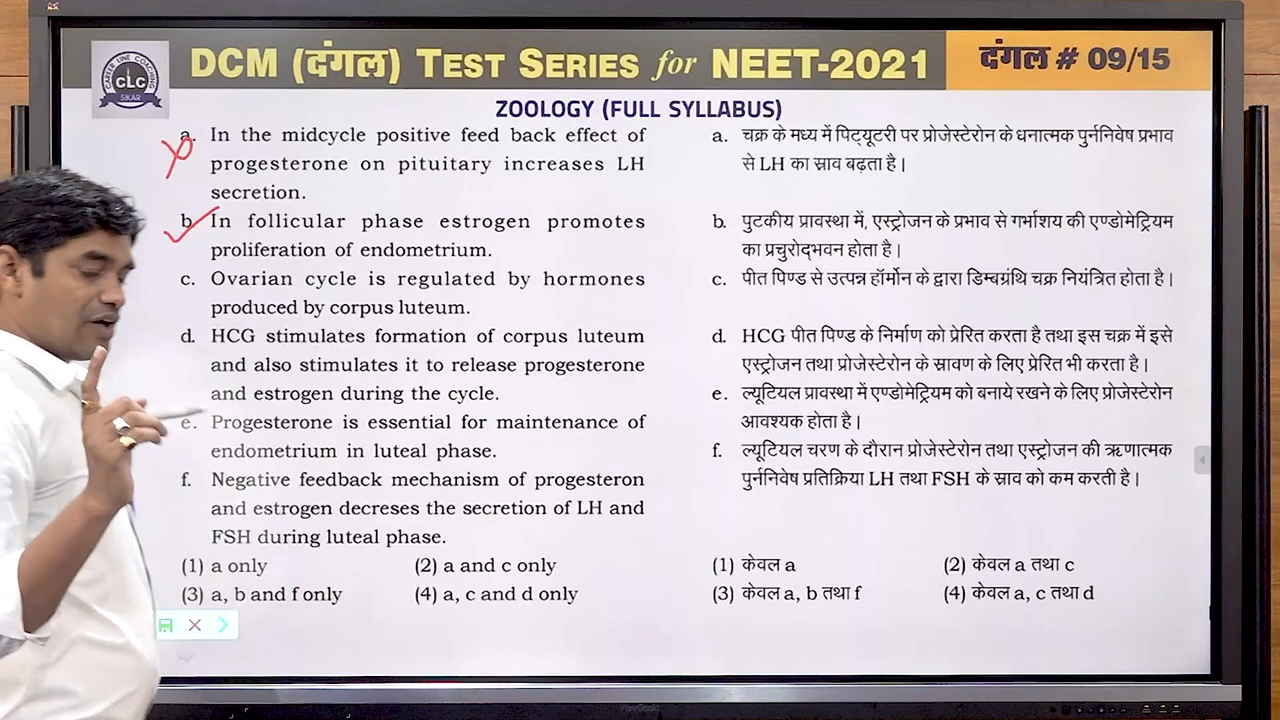 DCM (दंगल) TEST SERIES for NEET-2021
दंगल # 09/15
CAREER LINE COACHING
CLC
SIKAR
ZOOLOGY (FULL SYLLABUS)
a. In the midcycle positive feed back effect of
progesterone on pituitary increases LH
secretion.
b. In follicular phase estrogen promotes
proliferation of endometrium.
c. Ovarian cycle is regulated by hormones
produced by corpus luteum.
d. HCG stimulates formation of corpus luteum
and also stimulates it to release progesterone
and estrogen during the cycle.
e. Progesterone is essential for maintenance of
endometrium in luteal phase.
f. Negative feedback mechanism of progesteron
and estrogen decreses the secretion of LH and
FSH during luteal phase.
(1) a only (2) a and c only
(3) a, b and f only (4) a, c and d only
a. चक्र के मध्य में पिट्यूटरी पर प्रोजेस्टेरोन के धनात्मक पुर्ननिवेष प्रभाव
से LH का स्राव बढ़ता है।
b. पुटकीय प्रावस्था में, एस्ट्रोजन के प्रभाव से गर्भाशय की एण्डोमेट्रियम
का प्रचुरोद्भवन होता है।
c. पीत पिण्ड से उत्पन्न हॉर्मोन के द्वारा डिम्बग्रंथि चक्र नियंत्रित होता है।
d. HCG पीत पिण्ड के निर्माण को प्रेरित करता है तथा इस चक्र में इसे
एस्ट्रोजन तथा प्रोजेस्टेरोन के स्रावण के लिए प्रेरित भी करता है।
e. ल्यूटियल प्रावस्था में एण्डोमेट्रियम को बनाये रखने के लिए प्रोजेस्टेरोन
आवश्यक होता है।
f. ल्यूटियल चरण के दौरान प्रोजेस्टेरोन तथा एस्ट्रोजन की ऋणात्मक
पुर्ननिवेष प्रतिक्रिया LH तथा FSH के स्राव को कम करती है।
(1) केवल a (2) केवल a तथा c
(3) केवल a, b तथा f (4) केवल a, c तथा d
ViewSonic